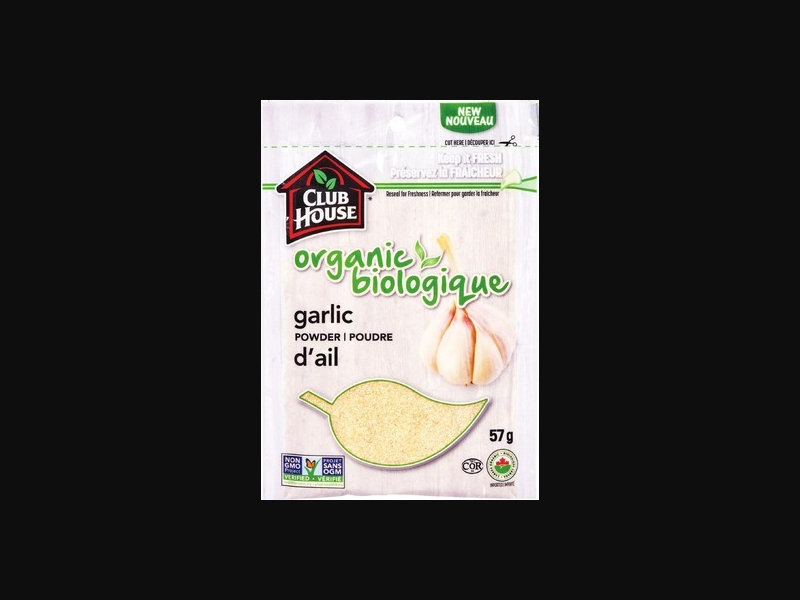 NEW
NOUVEAU
CUT HERE | DÉCOUPER ICI
Keep it FRESH
Préservez la FRAÎCHEUR
Reseal for Freshness | Refermer pour garder la fraîcheur
CLUB
HOUSE
organic
biologique
garlic
POWDER | POUDRE
d'ail
57 g
NON
GMO
Project
PROJET
SANS
OGM
VERIFIED • VÉRIFIÉ
COR